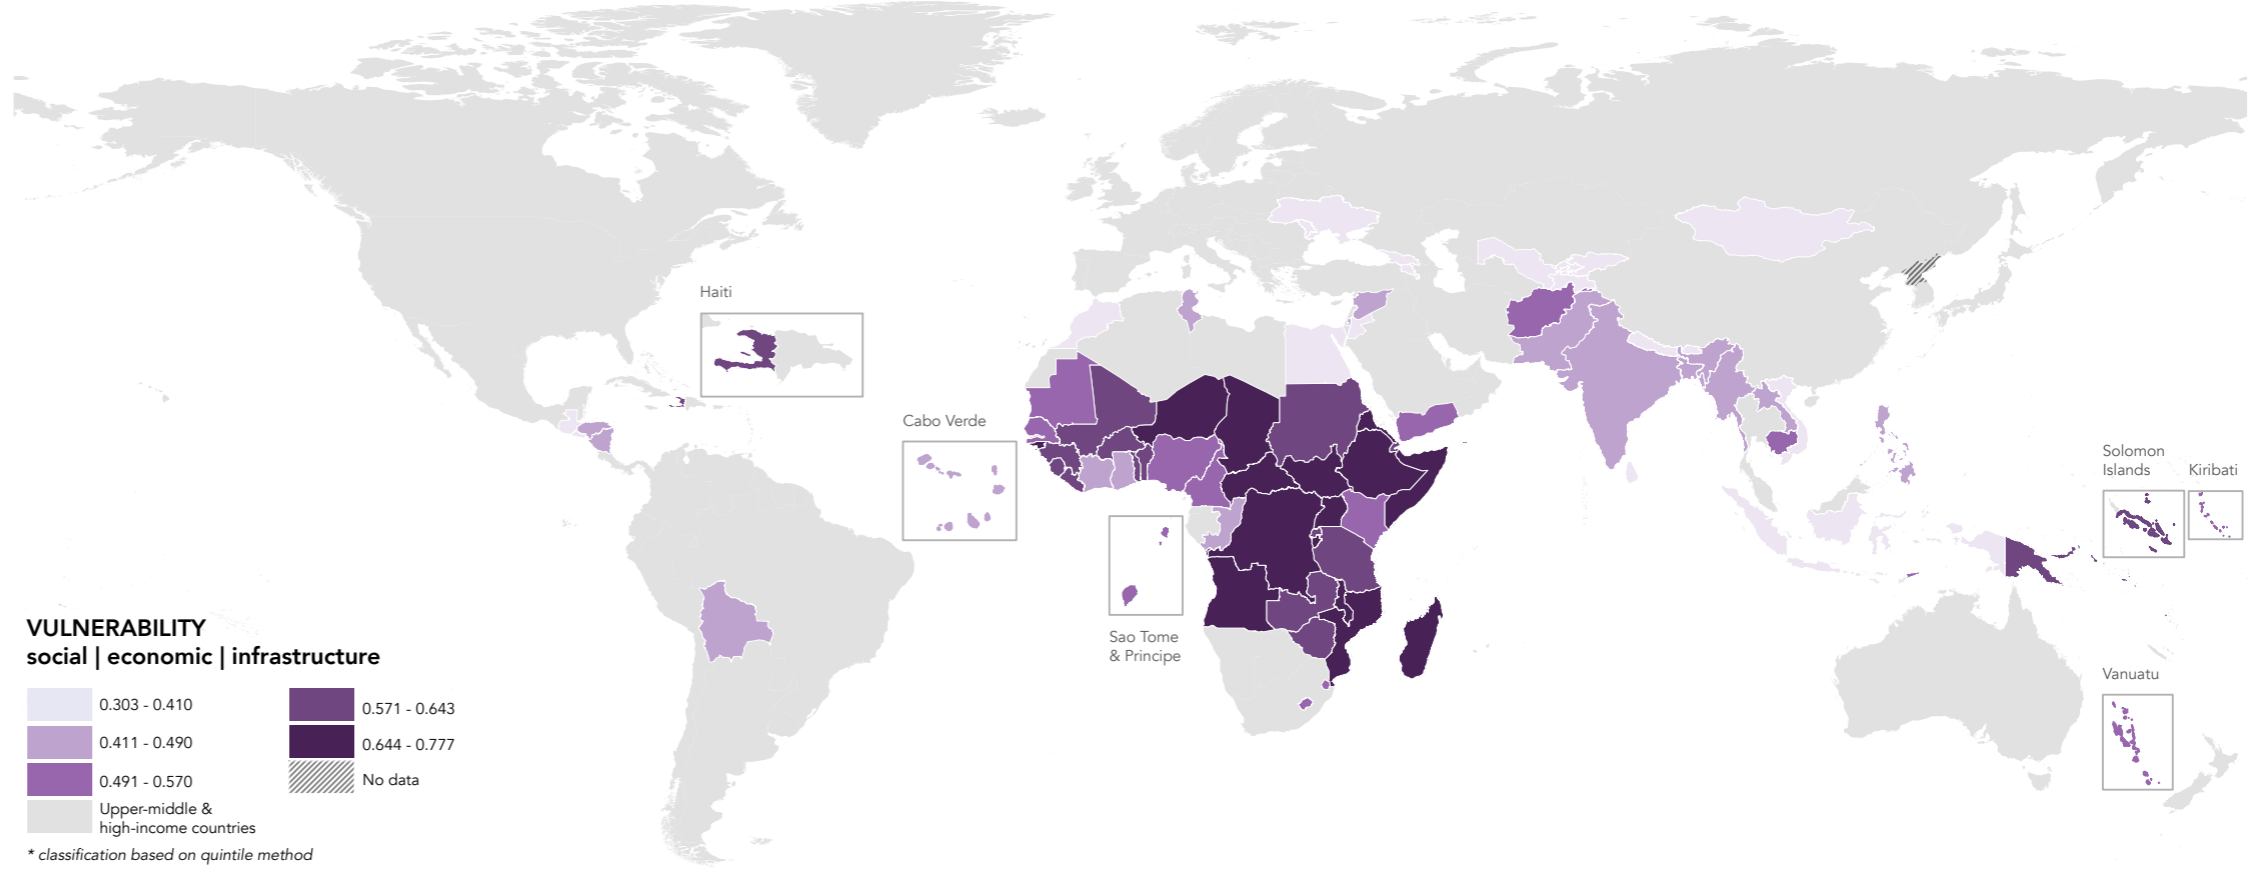 Haiti
Cabo Verde
Sao Tome
& Principe
Solomon
Islands
Kiribati
Vanuatu
VULNERABILITY
social | economic | infrastructure
0.303 - 0.410
0.411 - 0.490
0.491 - 0.570
Upper-middle &
high-income countries
0.571 - 0.643
0.644 - 0.777
No data
* classification based on quintile method